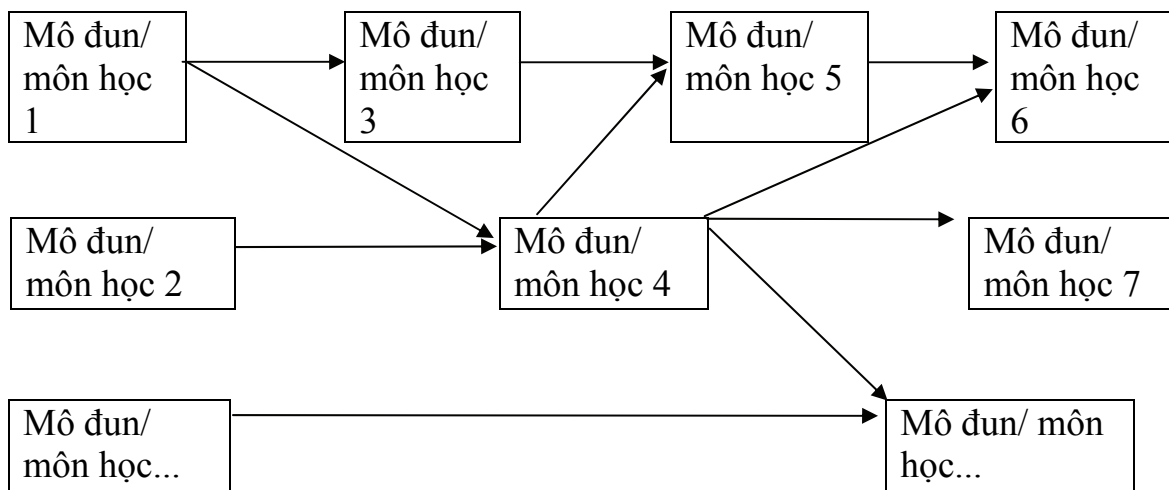 Mô đun/
môn học
1
Mô đun/
môn học
3
Mô đun/
môn học 5
Mô đun/
môn học
6
Mô đun/
môn học 2
Mô đun/
môn học 4
Mô đun/
môn học 7
Mô đun/
môn học...
Mô đun/ môn
học...